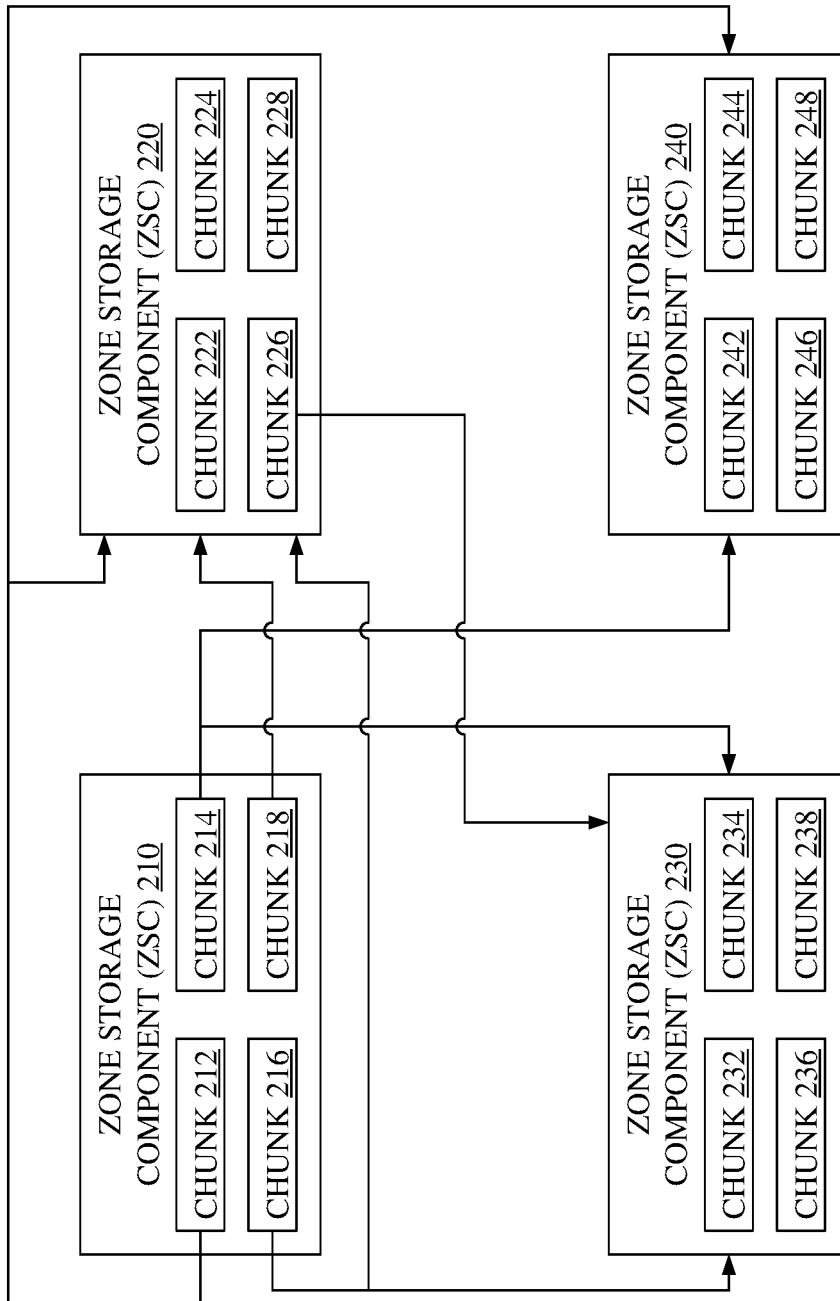 ZONE STORAGE
COMPONENT (ZSC) 210
CHUNK 212
CHUNK 214
CHUNK 216
CHUNK 218
ZONE STORAGE
COMPONENT (ZSC) 220
CHUNK 222
CHUNK 224
CHUNK 226
CHUNK 228
ZONE STORAGE
COMPONENT (ZSC) 230
CHUNK 232
CHUNK 234
CHUNK 236
CHUNK 238
ZONE STORAGE
COMPONENT (ZSC) 240
CHUNK 242
CHUNK 244
CHUNK 246
CHUNK 248